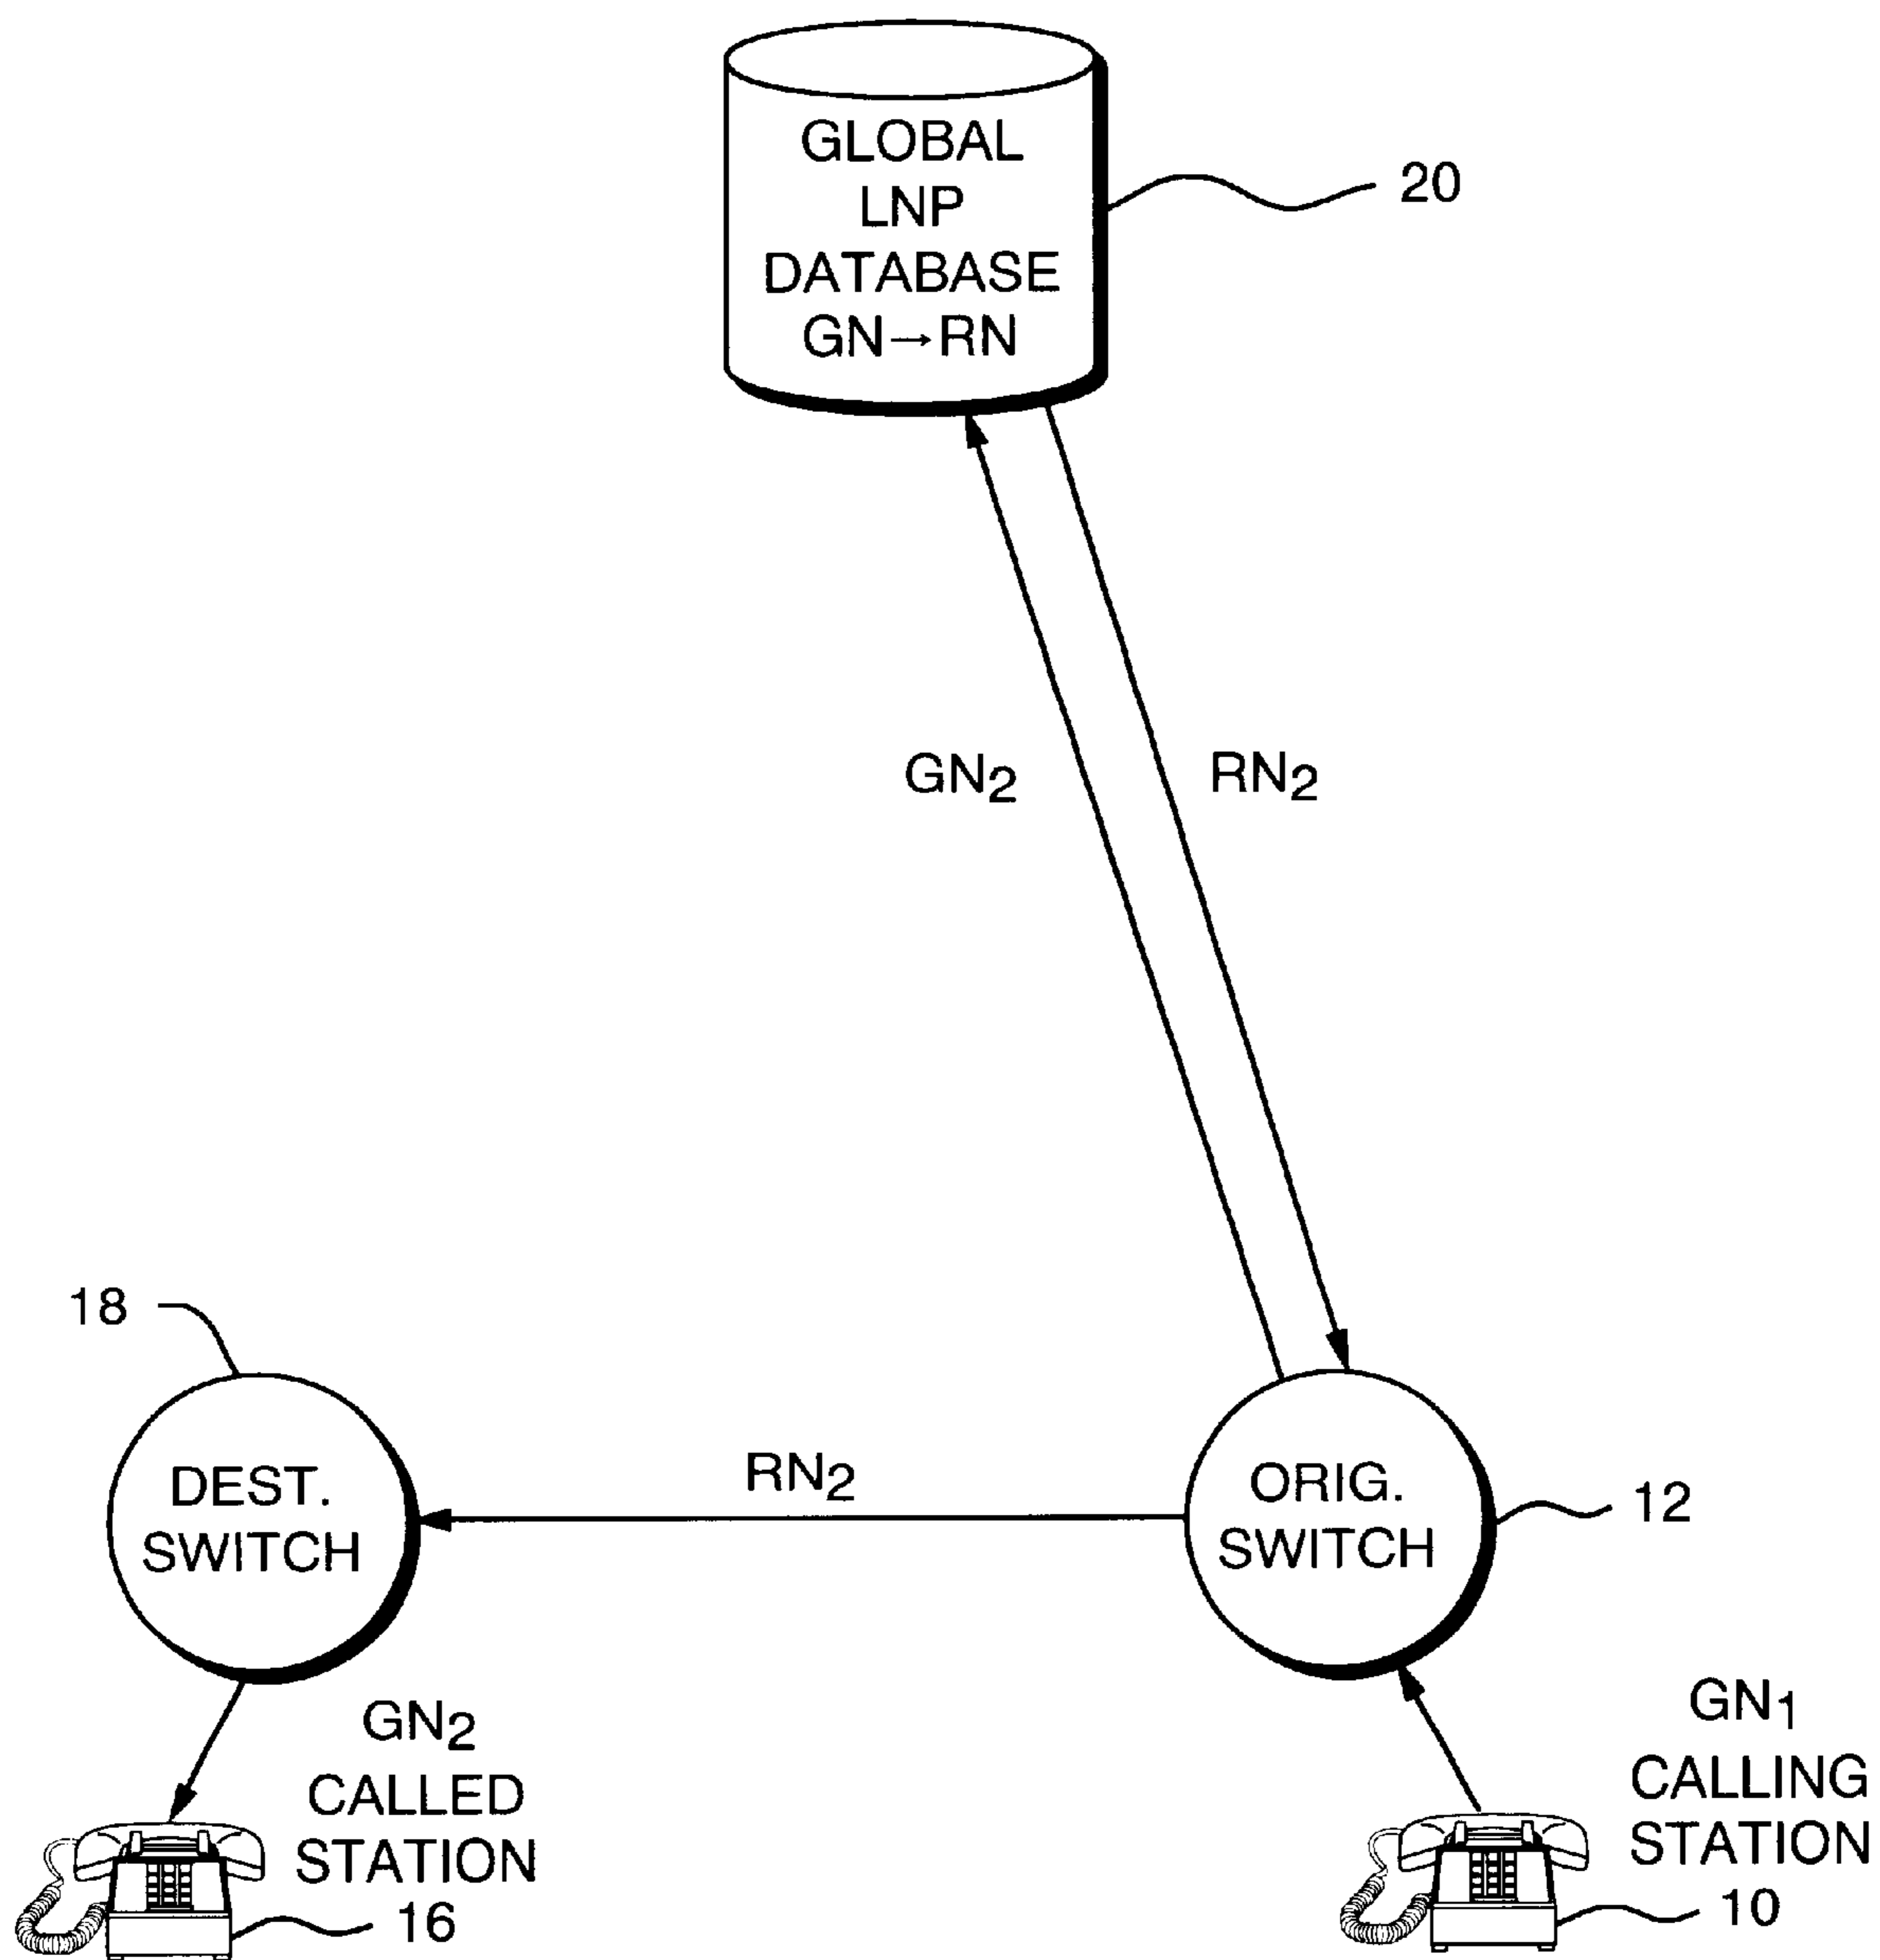 GLOBAL
LNP
DATABASE
GN→RN
20
GN2
RN2
18
DEST.
SWITCH
RN2
ORIG.
SWITCH
12
GN2
CALLED
STATION
16
GN1
CALLING
STATION
10